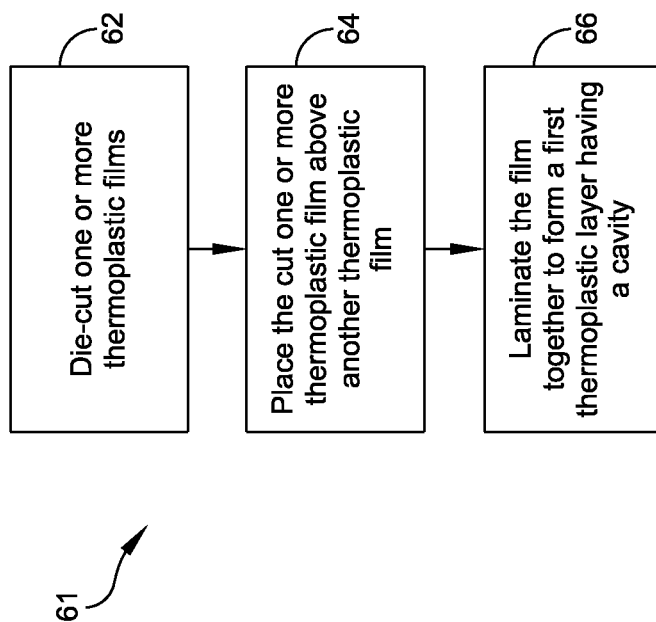 61
62
Die-cut one or more
thermoplastic films
64
Place the cut one or more
thermoplastic film above
another thermoplastic
film
66
Laminate the film
together to form a first
thermoplastic layer having
a cavity